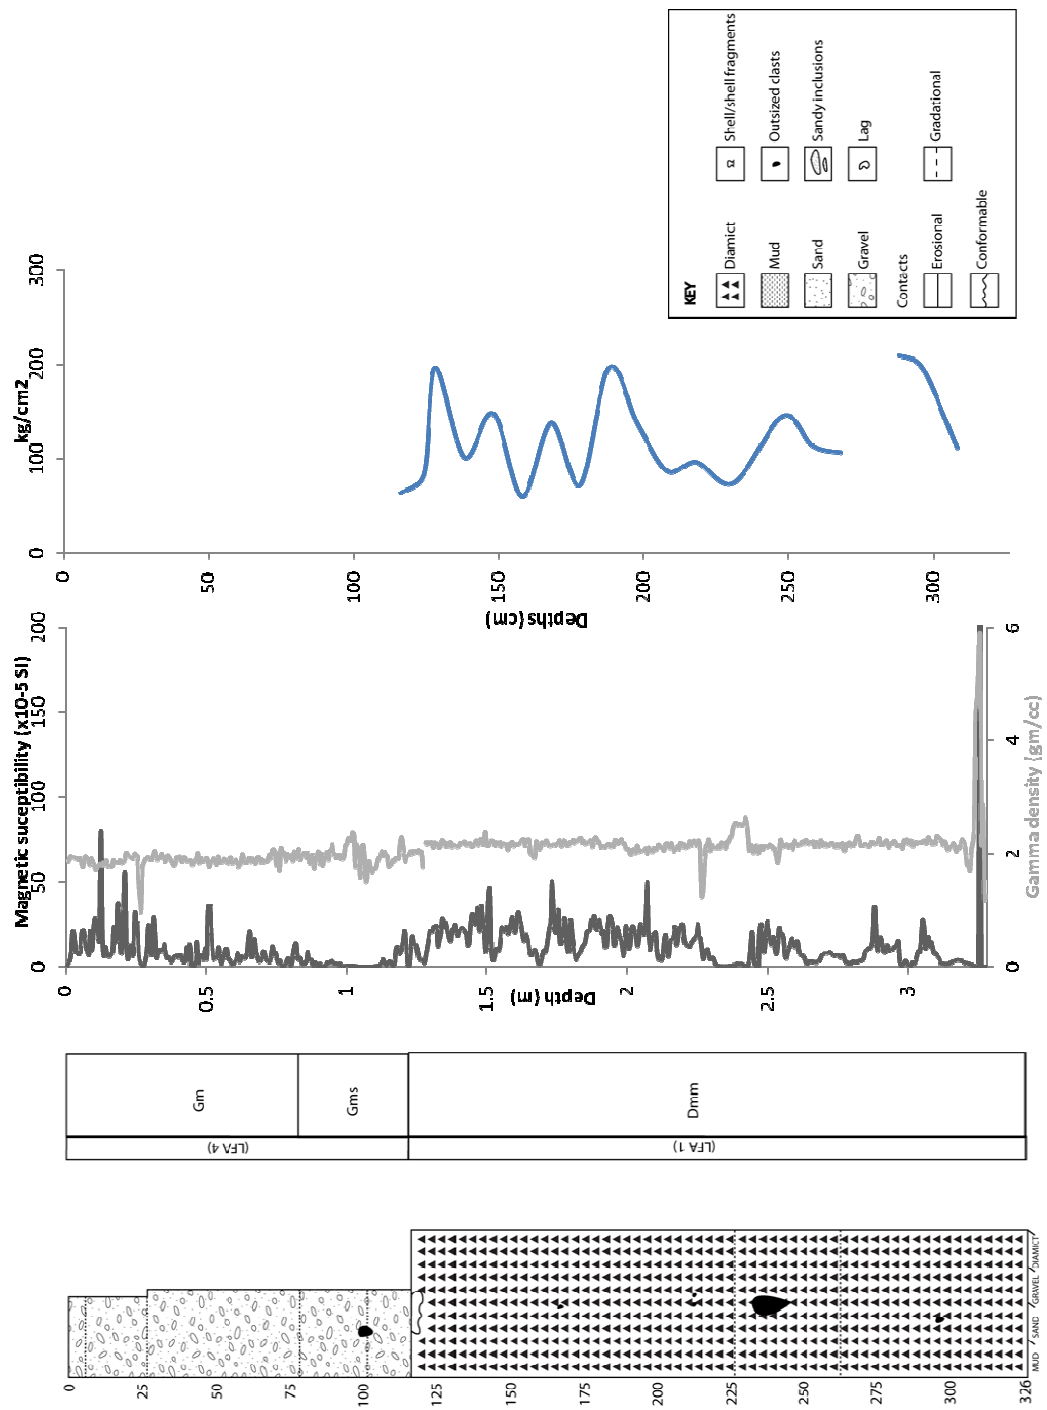 KEY
Diamict
Mud
Sand
Gravel
Shell/shell fragments
Outsized clasts
Sandy inclusions
Lag
Contacts
Erosional
Conformable
Gradational
kg/cm2
0 100 200 300
0 50 100 150 200 250 300
Depths (cm)
Magnetic suceptibility (x10-5 SI)
0 50 100 150 200
0 0.5 1 1.5 2 2.5 3
Depth (m)
0 2 4 6
Gamma density (gm/cc)
Gm
Gms
Dmm
(LFA 4)
(LFA 1)
0 25 50 75 100 125 150 175 200 225 250 275 300 326
MUD SAND GRAVEL DIAMICT